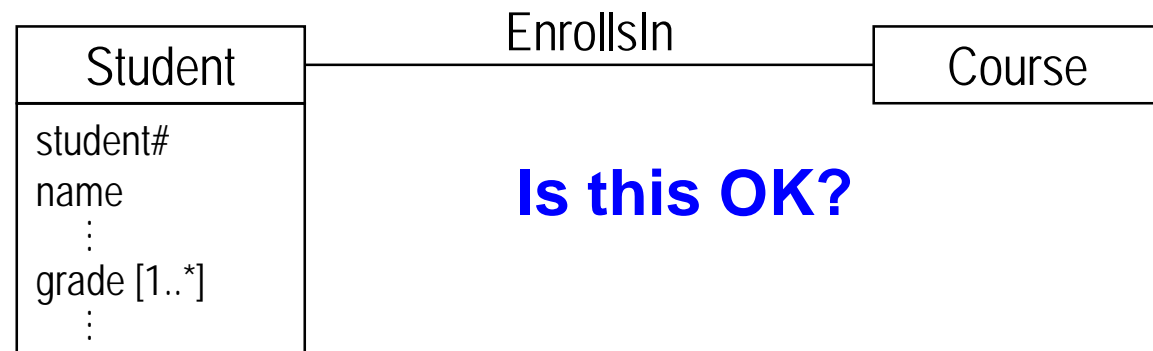 EnrollsIn
Student
Course
student#
name
⋮
Is this OK?
grade [1..*]
⋮